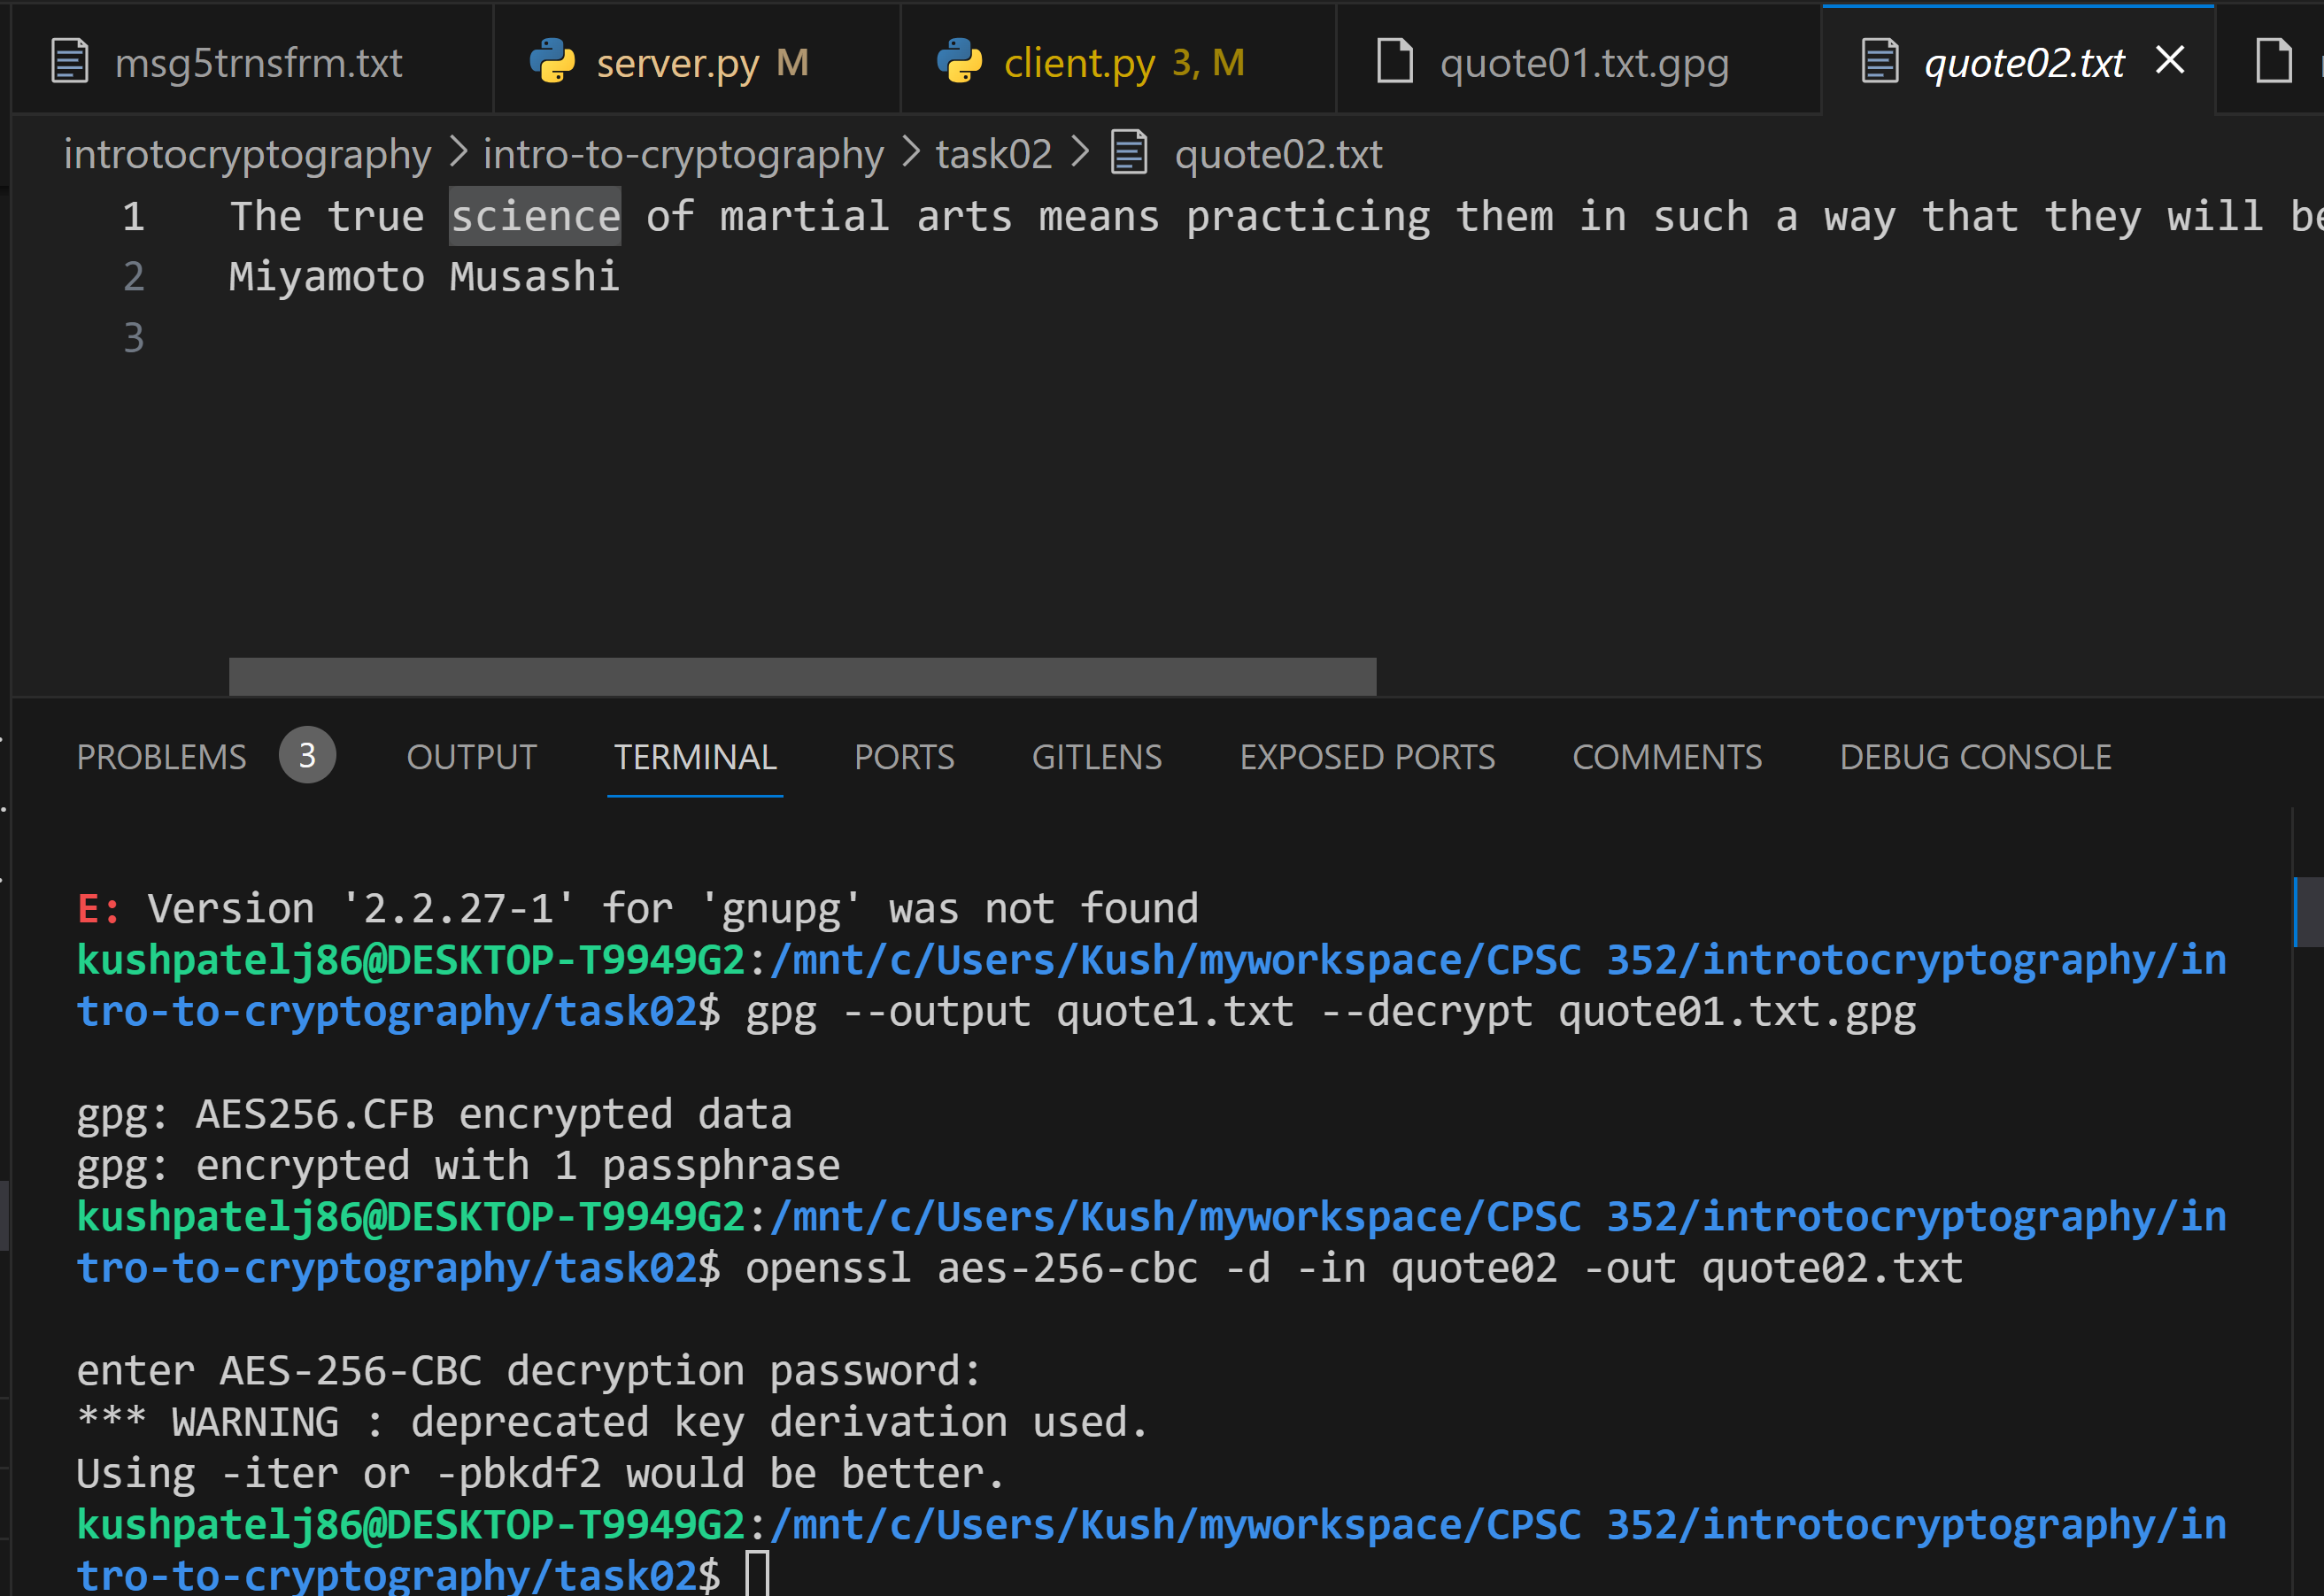 msg5trnsfrm.txt server.py M client.py 3, M quote01.txt.gpg quote02.txt
introtocryptography > intro-to-cryptography > task02 > quote02.txt
1 The true science of martial arts means practicing them in such a way that they will be
2 Miyamoto Musashi
3
PROBLEMS 3 OUTPUT TERMINAL PORTS GITLENS EXPOSED PORTS COMMENTS DEBUG CONSOLE
E: Version '2.2.27-1' for 'gnupg' was not found
kushpatelj86@DESKTOP-T9949G2:/mnt/c/Users/Kush/myworkspace/CPSC 352/introtocryptography/in
tro-to-cryptography/task02$ gpg --output quote1.txt --decrypt quote01.txt.gpg
gpg: AES256.CFB encrypted data
gpg: encrypted with 1 passphrase
kushpatelj86@DESKTOP-T9949G2:/mnt/c/Users/Kush/myworkspace/CPSC 352/introtocryptography/in
tro-to-cryptography/task02$ openssl aes-256-cbc -d -in quote02 -out quote02.txt
enter AES-256-CBC decryption password:
*** WARNING : deprecated key derivation used.
Using -iter or -pbkdf2 would be better.
kushpatelj86@DESKTOP-T9949G2:/mnt/c/Users/Kush/myworkspace/CPSC 352/introtocryptography/in
tro-to-cryptography/task02$